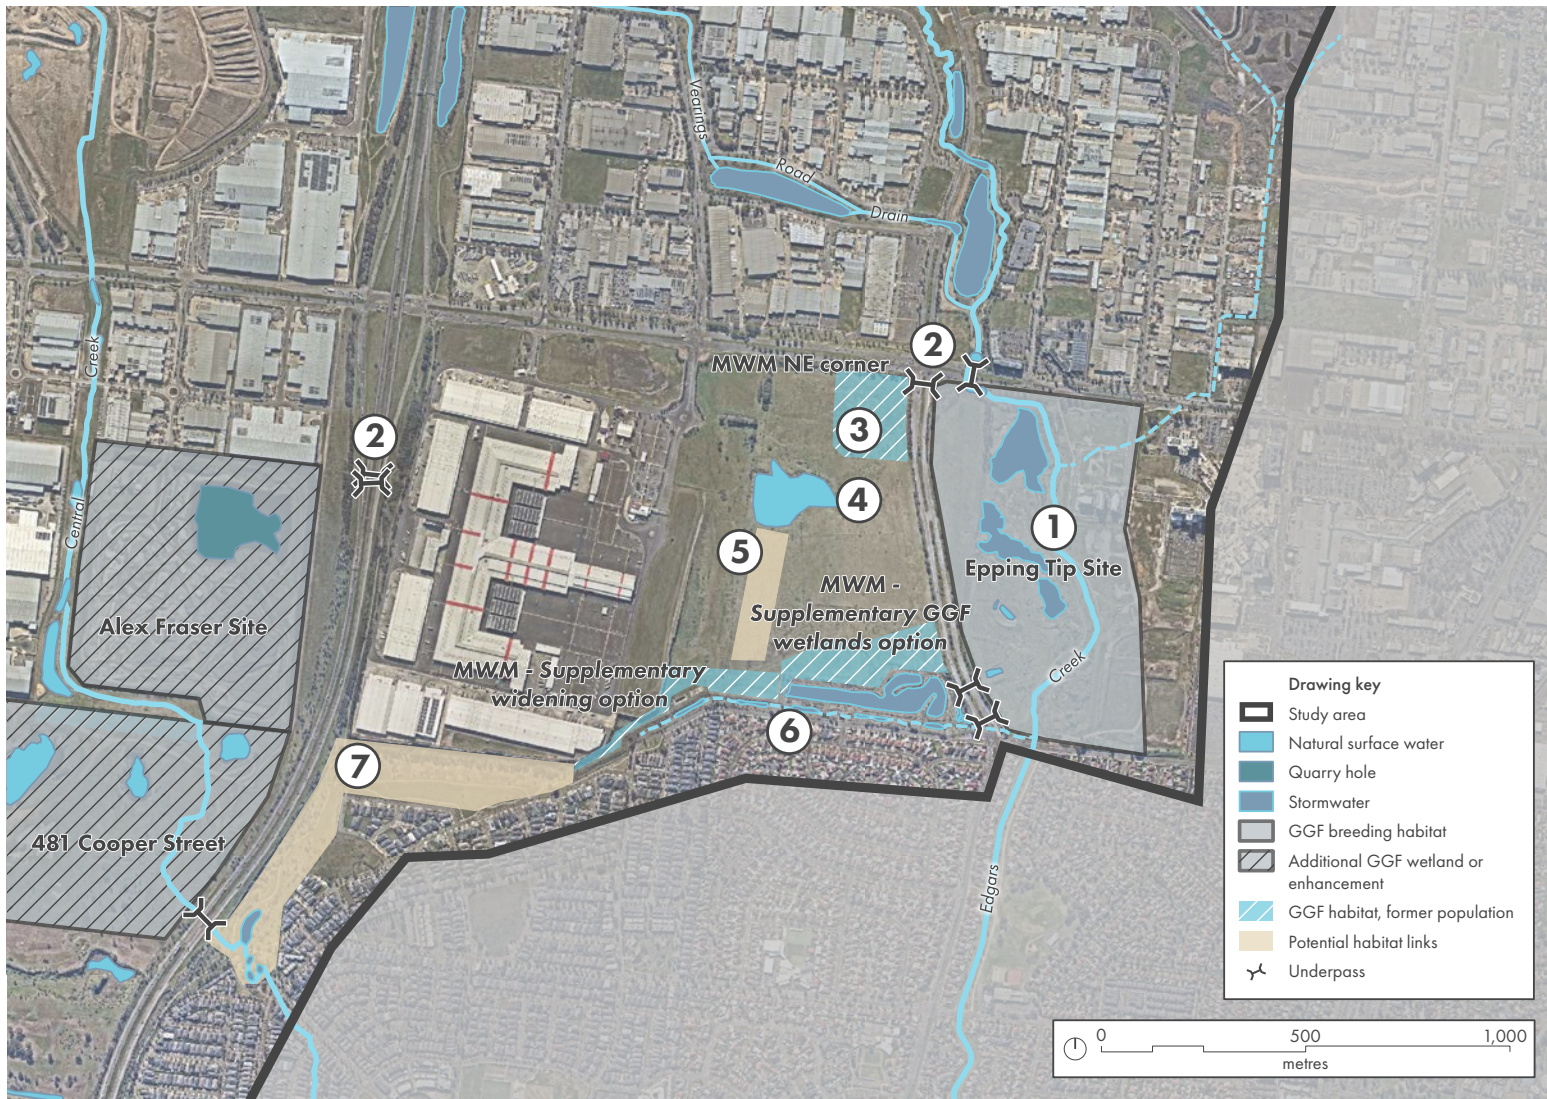 Vearings
Road
Drain
Creek
MWM NE corner
2
2
3
4
Central
1
5
Epping Tip Site
MWM -
Supplementary GGF
wetlands option
Alex Fraser Site
MWM - Supplementary
widening option
Creek
6
7
481 Cooper Street
Edgars
Drawing key
Study area
Natural surface water
Quarry hole
Stormwater
GGF breeding habitat
Additional GGF wetland or
enhancement
GGF habitat, former population
Potential habitat links
Underpass
0 500 1,000
metres